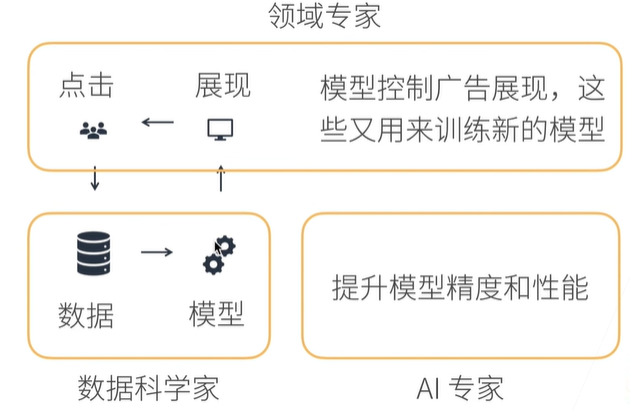 领域专家
点击
展现
模型控制广告展现，这
些又用来训练新的模型
数据
模型
提升模型精度和性能
数据科学家
AI 专家